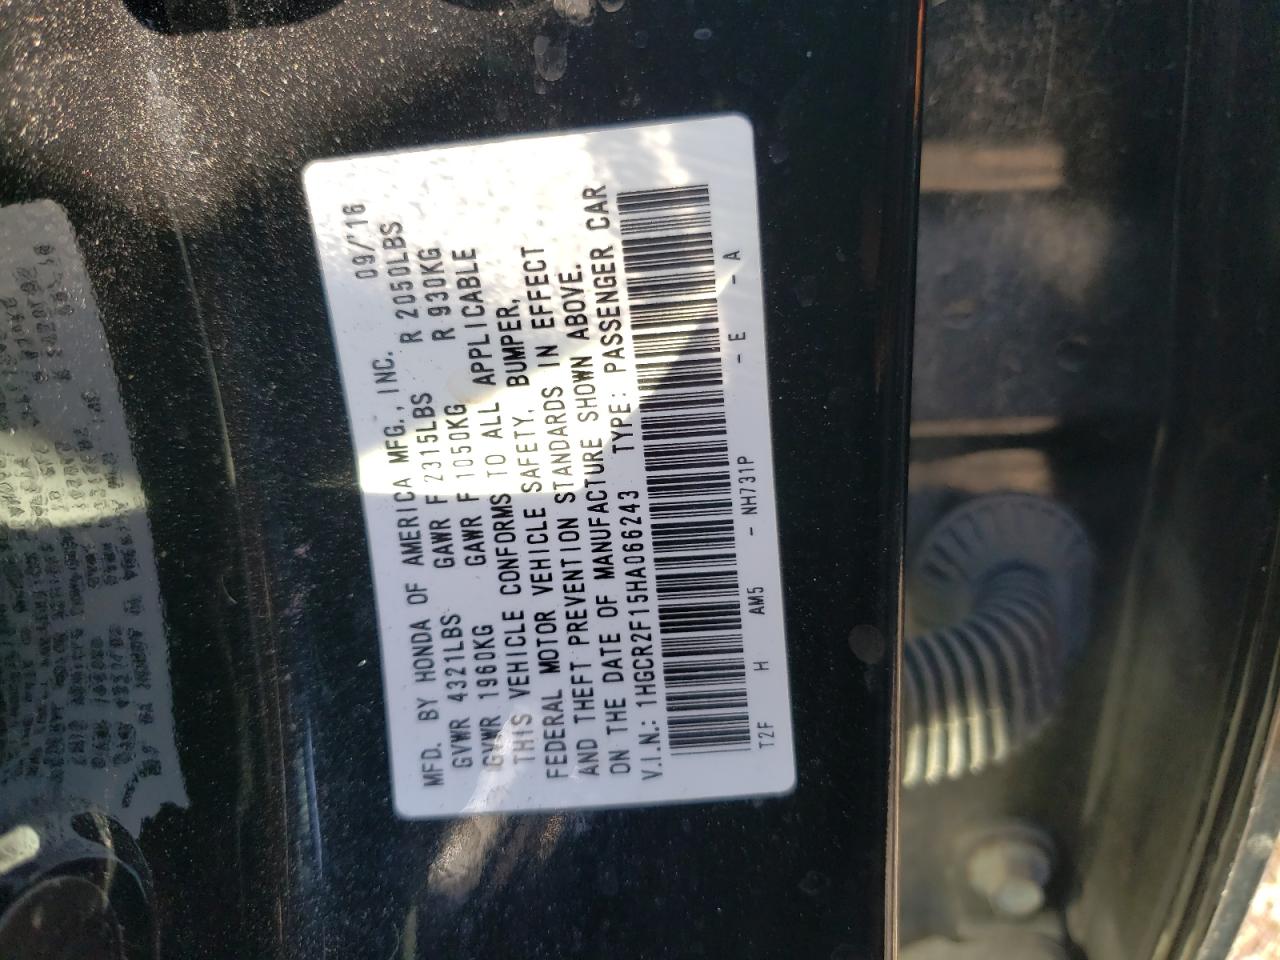 MFD. BY HONDA OF AMERICA MFG., INC. 09/'16
GVWR 4321LBS GAWR F 2315LBS R 2050LBS
GVWR 1960KG GAWR F 1050KG R 930KG
THIS VEHICLE CONFORMS TO ALL APPLICABLE
FEDERAL MOTOR VEHICLE SAFETY, BUMPER,
AND THEFT PREVENTION STANDARDS IN EFFECT
ON THE DATE OF MANUFACTURE SHOWN ABOVE.
V.I.N.: 1HGCR2F15HA066243 TYPE: PASSENGER CAR
T2F H AM5 - NH731P - E - A